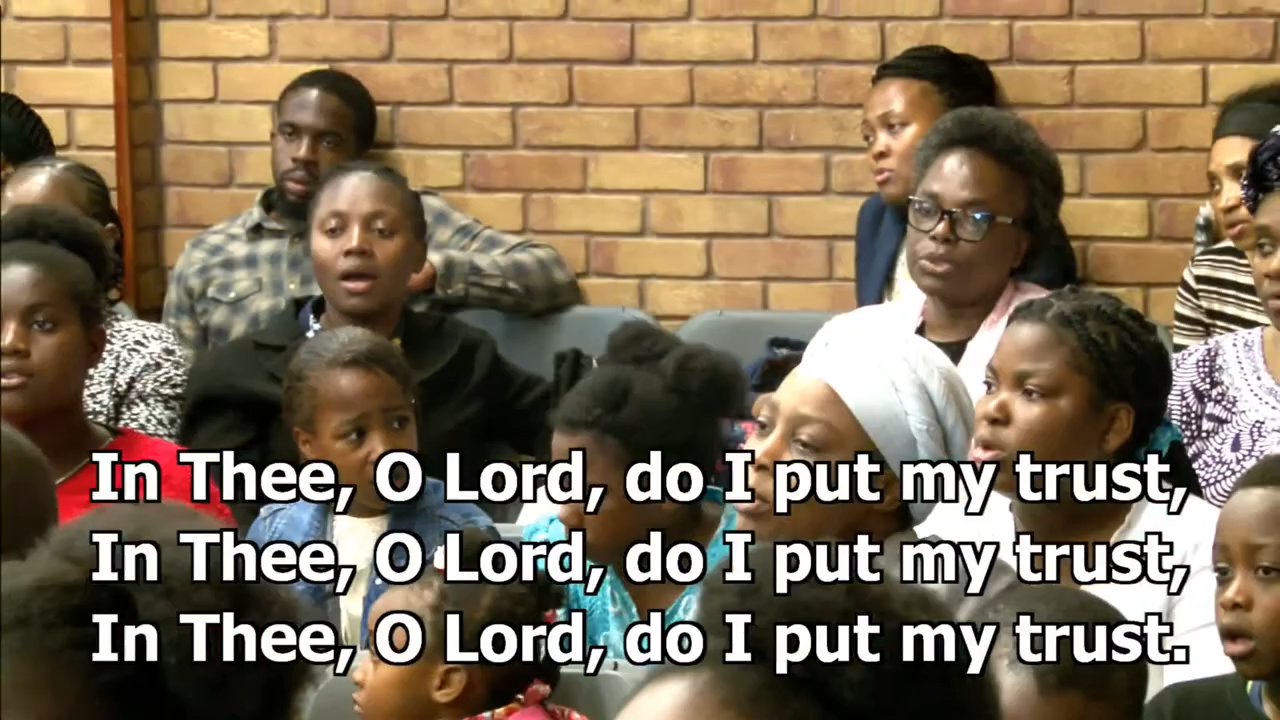 In Thee, O Lord, do I put my trust,
In Thee, O Lord, do I put my trust,
In Thee, O Lord, do I put my trust.